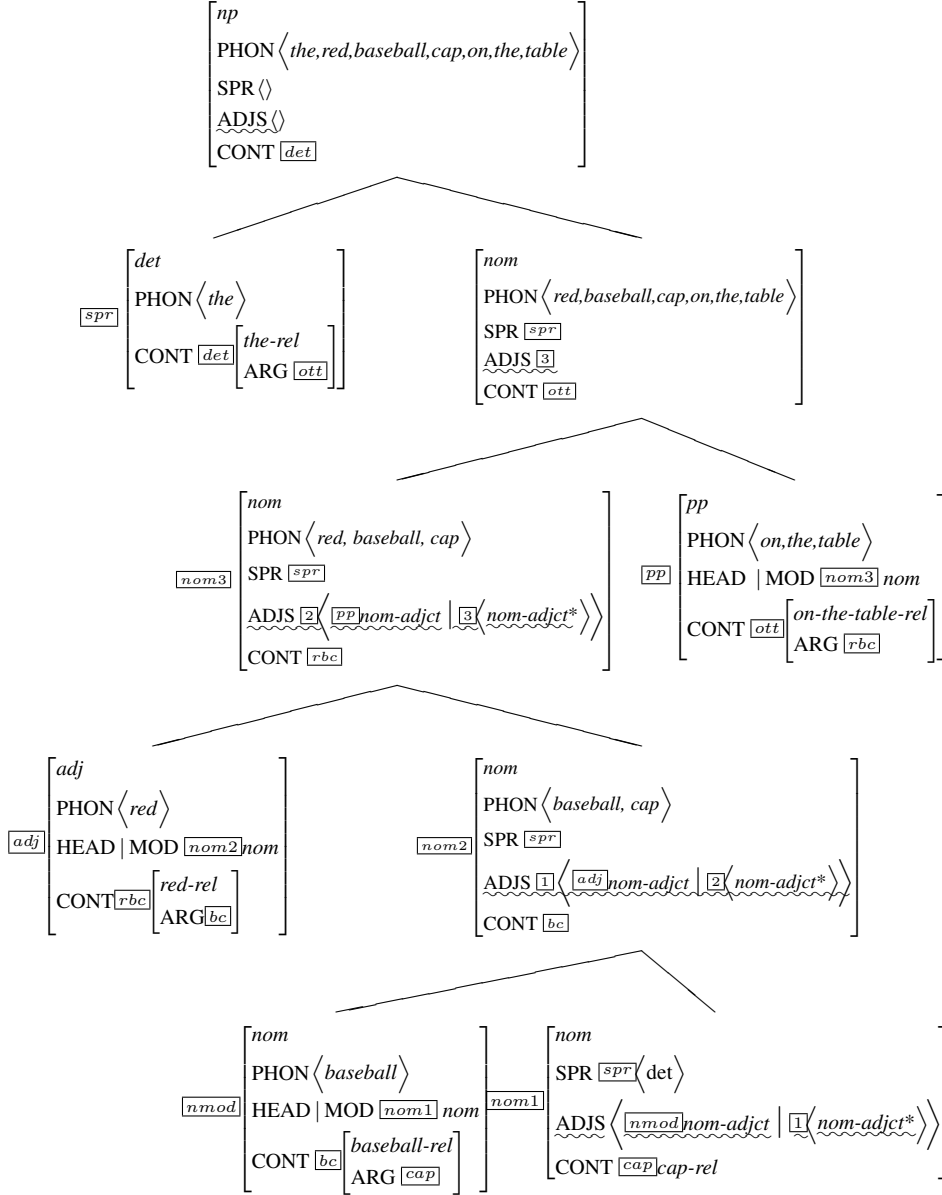 np
PHON ⟨the,red,baseball,cap,on,the,table⟩
SPR ⟨⟩
ADJS ⟨⟩
CONT det
spr
det
PHON ⟨the⟩
CONT det
the-rel
ARG ott
nom
PHON ⟨red,baseball,cap,on,the,table⟩
SPR spr
ADJS 3
CONT ott
nom3
nom
PHON ⟨red, baseball, cap⟩
SPR spr
ADJS 2 ⟨pp nom-adjct | 3 ⟨nom-adjct*⟩⟩
CONT rbc
pp
pp
PHON ⟨on,the,table⟩
HEAD | MOD nom3 nom
CONT ott
on-the-table-rel
ARG rbc
adj
adj
PHON ⟨red⟩
HEAD | MOD nom2 nom
CONT rbc
red-rel
ARG bc
nom2
nom
PHON ⟨baseball, cap⟩
SPR spr
ADJS 1 ⟨adj nom-adjct | 2 ⟨nom-adjct*⟩⟩
CONT bc
nmod
nom
PHON ⟨baseball⟩
HEAD | MOD nom1 nom
CONT bc
baseball-rel
ARG cap
nom1
nom
SPR spr ⟨det⟩
ADJS ⟨nmod nom-adjct | 1 ⟨nom-adjct*⟩⟩
CONT cap cap-rel